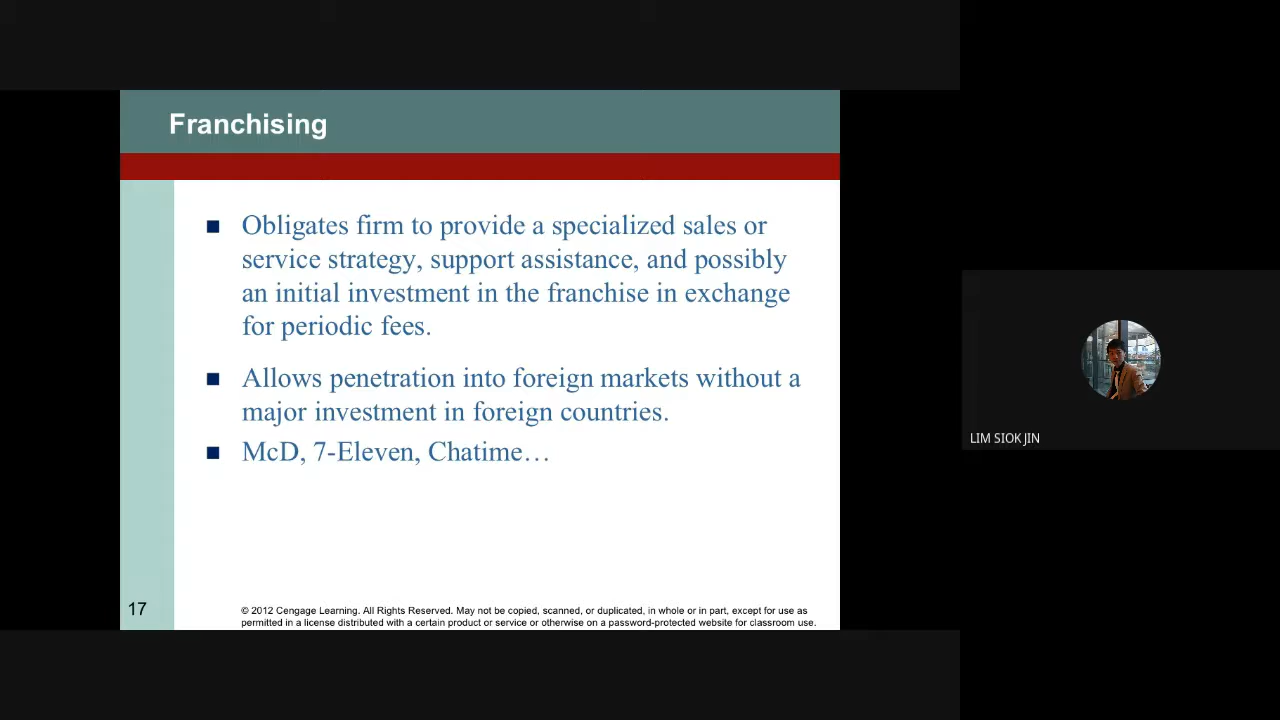 Franchising
Obligates firm to provide a specialized sales or
service strategy, support assistance, and possibly
an initial investment in the franchise in exchange
for periodic fees.
Allows penetration into foreign markets without a
major investment in foreign countries.
McD, 7-Eleven, Chatime…
17
© 2012 Cengage Learning. All Rights Reserved. May not be copied, scanned, or duplicated, in whole or in part, except for use as
permitted in a license distributed with a certain product or service or otherwise on a password-protected website for classroom use.
LIM SIOK JIN